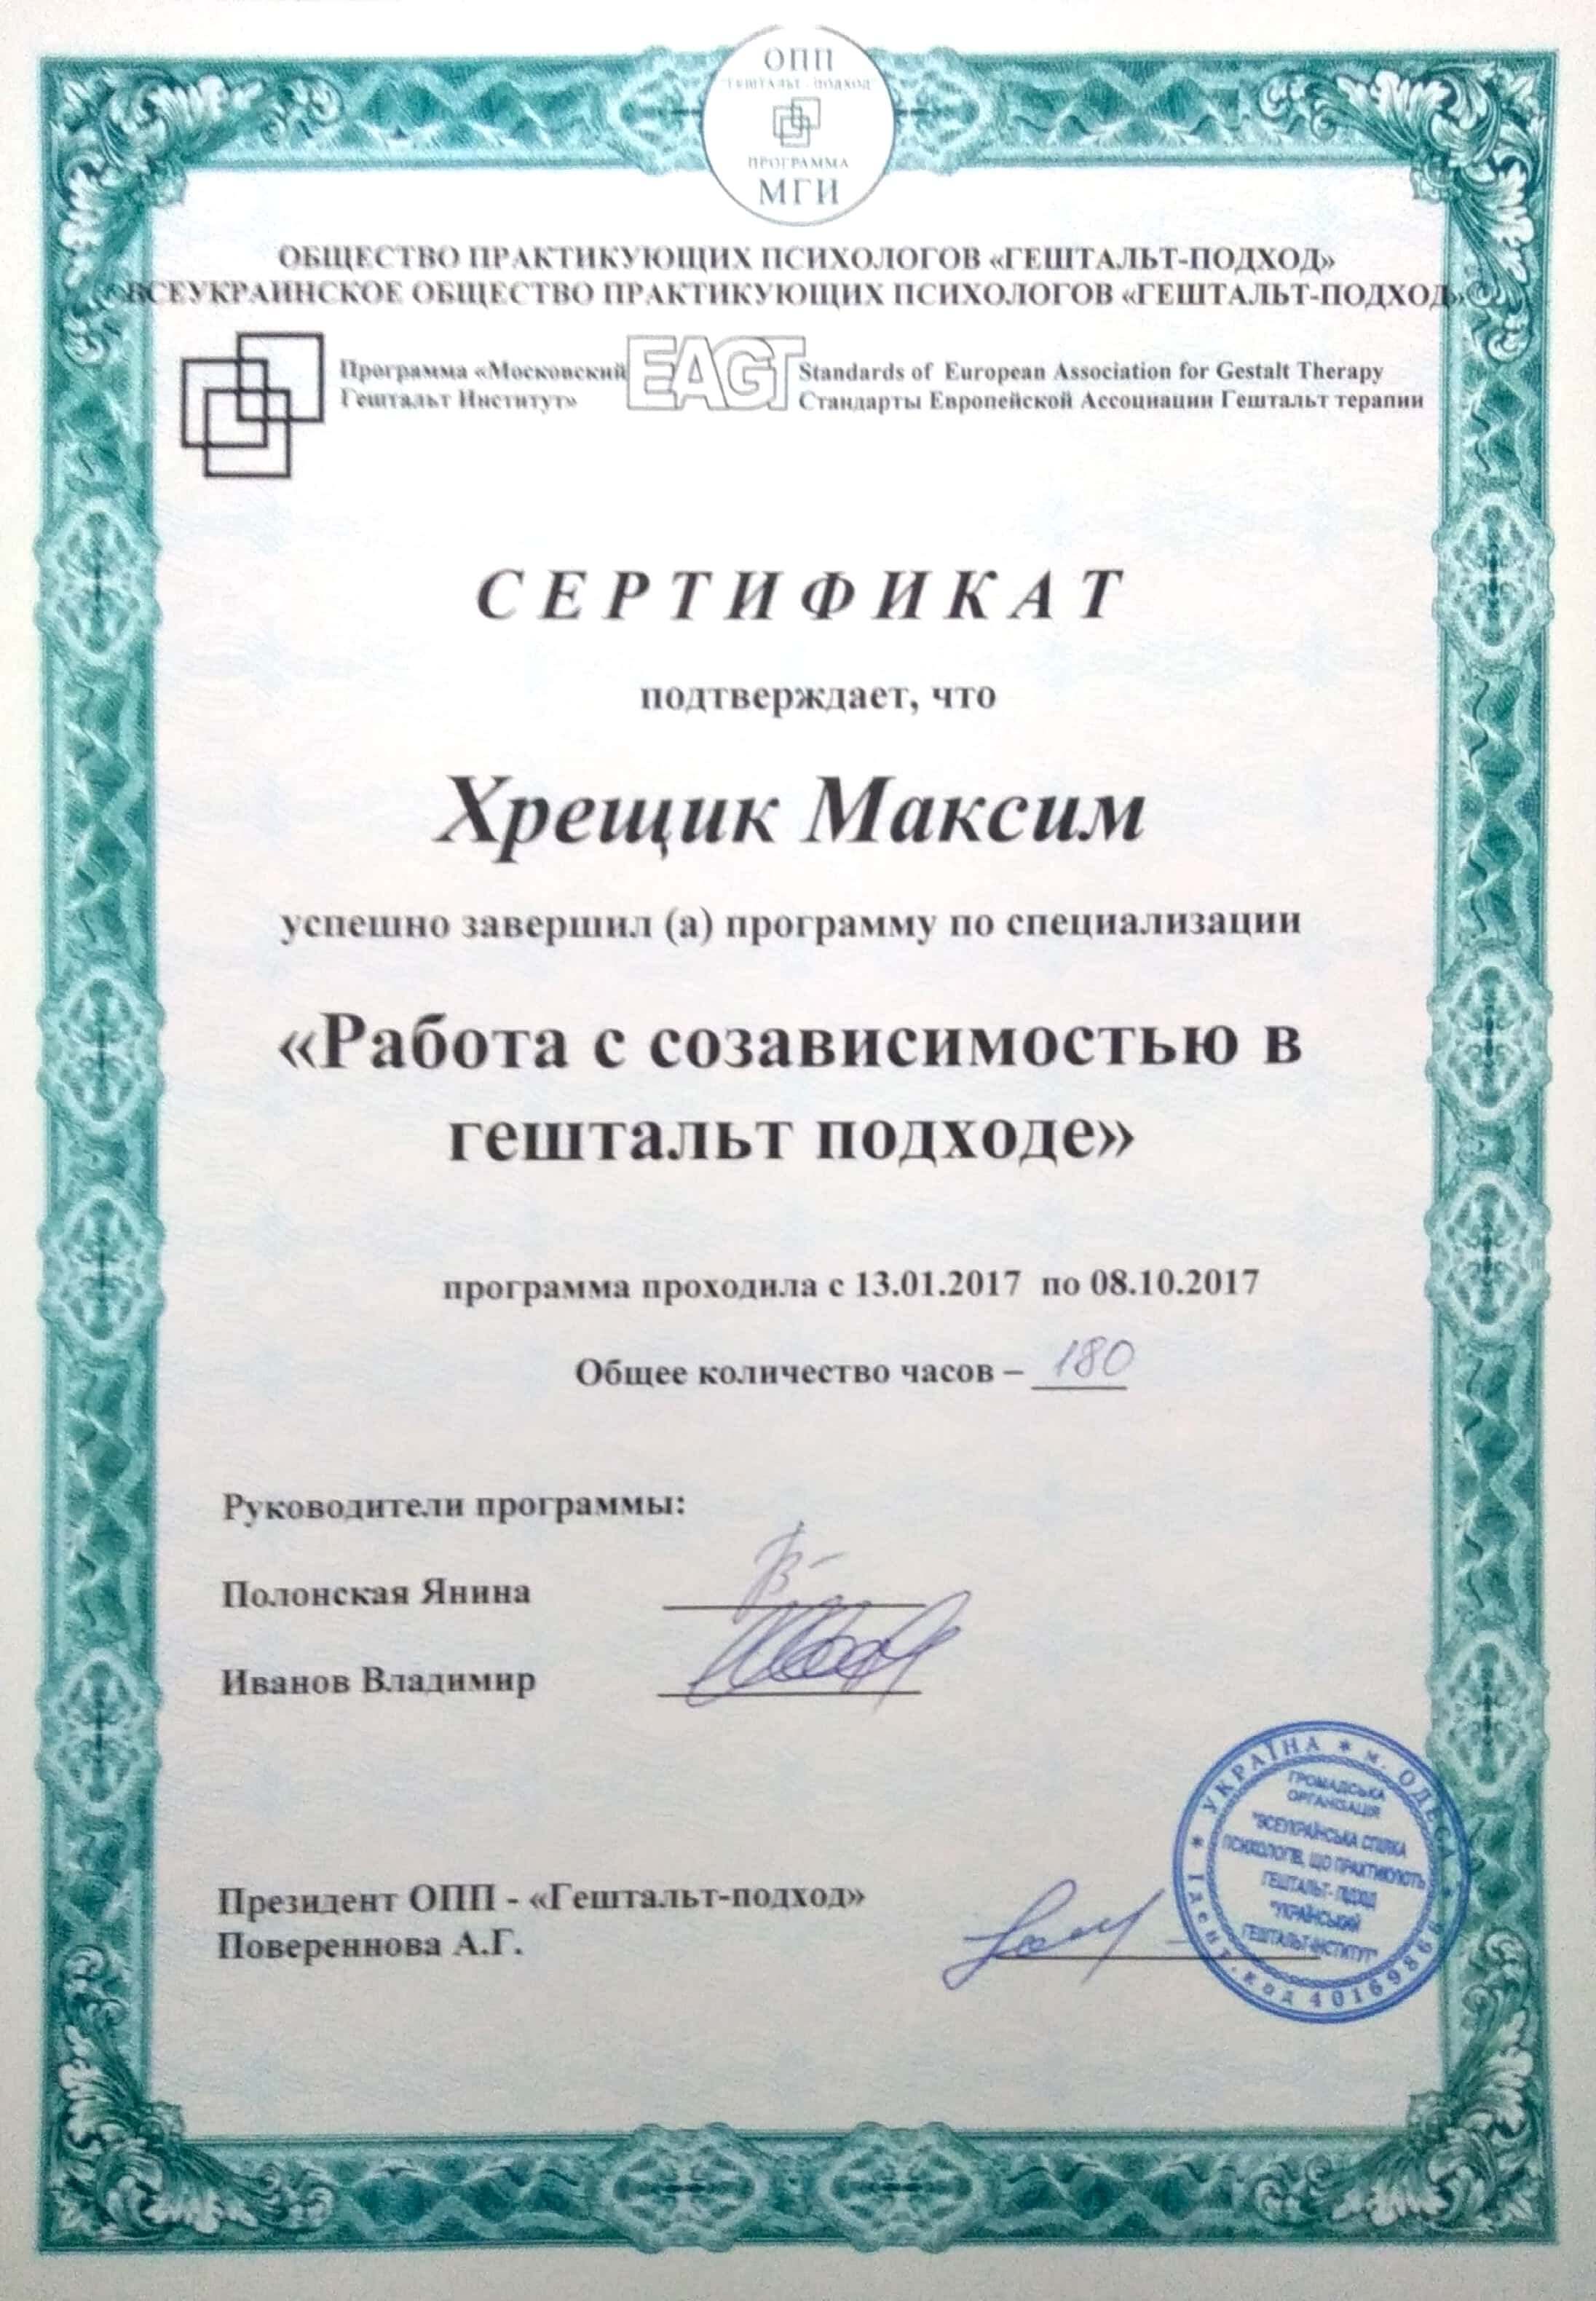 ОПП
"ГЕШТАЛЬТ - ПОДХОД"
ПРОГРАММА
МГИ
ОБЩЕСТВО ПРАКТИКУЮЩИХ ПСИХОЛОГОВ «ГЕШТАЛЬТ-ПОДХОД»
ВСЕУКРАИНСКОЕ ОБЩЕСТВО ПРАКТИКУЮЩИХ ПСИХОЛОГОВ «ГЕШТАЛЬТ-ПОДХОД»
Программа «Московский
Гештальт Институт»
EAGT
Standards of European Association for Gestalt Therapy
Стандарты Европейской Ассоциации Гештальт терапии
СЕРТИФИКАТ
подтверждает, что
Хрещик Максим
успешно завершил (а) программу по специализации
«Работа с созависимостью в
гештальт подходе»
программа проходила с 13.01.2017 по 08.10.2017
Общее количество часов – 180
Руководители программы:
Полонская Янина
Иванов Владимир
Президент ОПП - «Гештальт-подход»
Повереннова А.Г.
УКРАЇНА * м. ОДЕСА * Ідент. код 40169866 *
ГРОМАДСЬКА
ОРГАНІЗАЦІЯ
"ВСЕУКРАЇНСЬКА СПІЛКА
ПСИХОЛОГІВ, ЩО ПРАКТИКУЮТЬ
ГЕШТАЛЬТ- ПІДХІД
"УКРАЇНСЬКИЙ
ГЕШТАЛЬТ-ІНСТИТУТ"